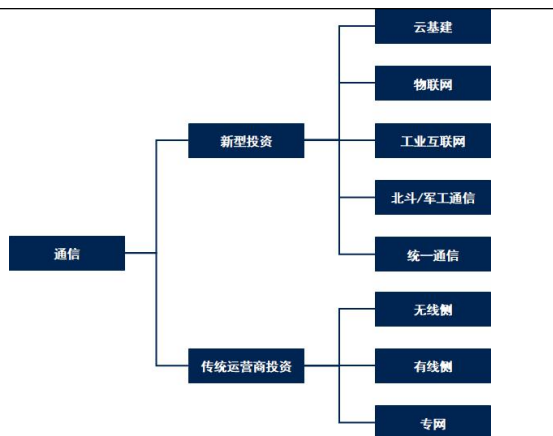 云基建
物联网
新型投资
工业互联网
北斗/军工通信
通信
统一通信
无线侧
传统运营商投资
有线侧
专网